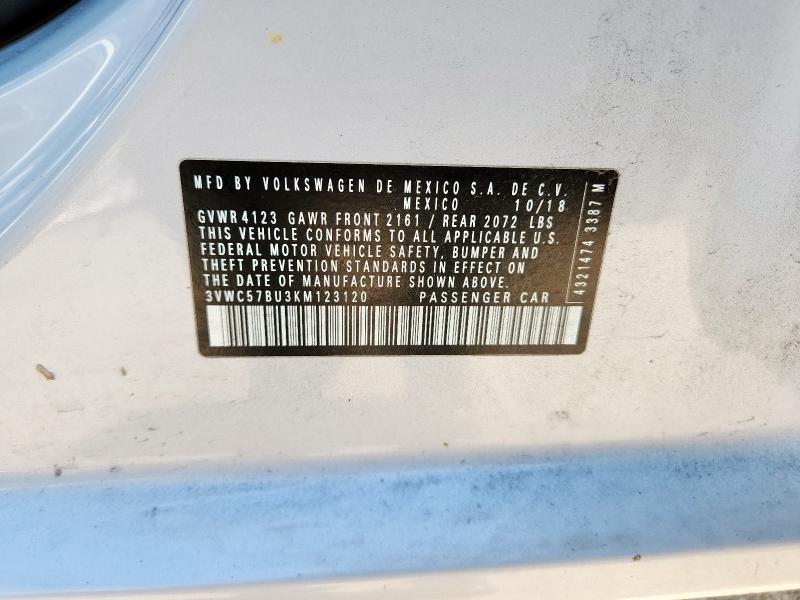 MFD BY VOLKSWAGEN DE MEXICO S.A. DE C.V.
MEXICO 10/18
GVWR 4123 GAWR FRONT 2161 / REAR 2072 LBS
THIS VEHICLE CONFORMS TO ALL APPLICABLE U.S.
FEDERAL MOTOR VEHICLE SAFETY, BUMPER AND
THEFT PREVENTION STANDARDS IN EFFECT ON
THE DATE OF MANUFACTURE SHOWN ABOVE.
3VWC57BU3KM123120 PASSENGER CAR
4321474 3387 M